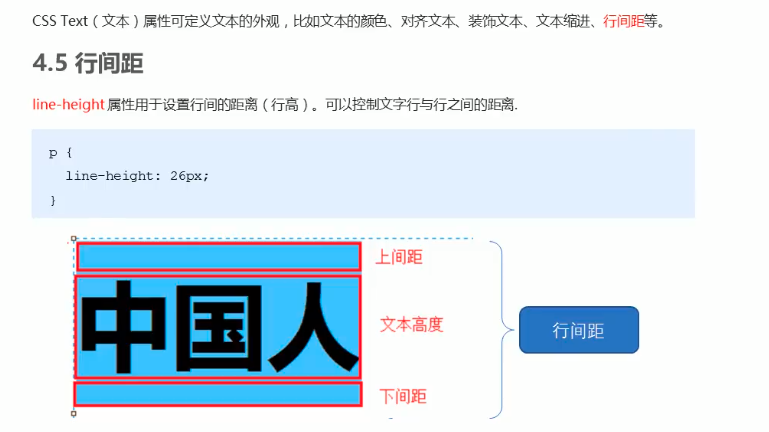 CSS Text（文本）属性可定义文本的外观，比如文本的颜色、对齐文本、装饰文本、文本缩进、行间距等。
4.5 行间距
line-height 属性用于设置行间的距离（行高）。可以控制文字行与行之间的距离.
p {
line-height: 26px;
}
上间距
中国人
文本高度
行间距
下间距